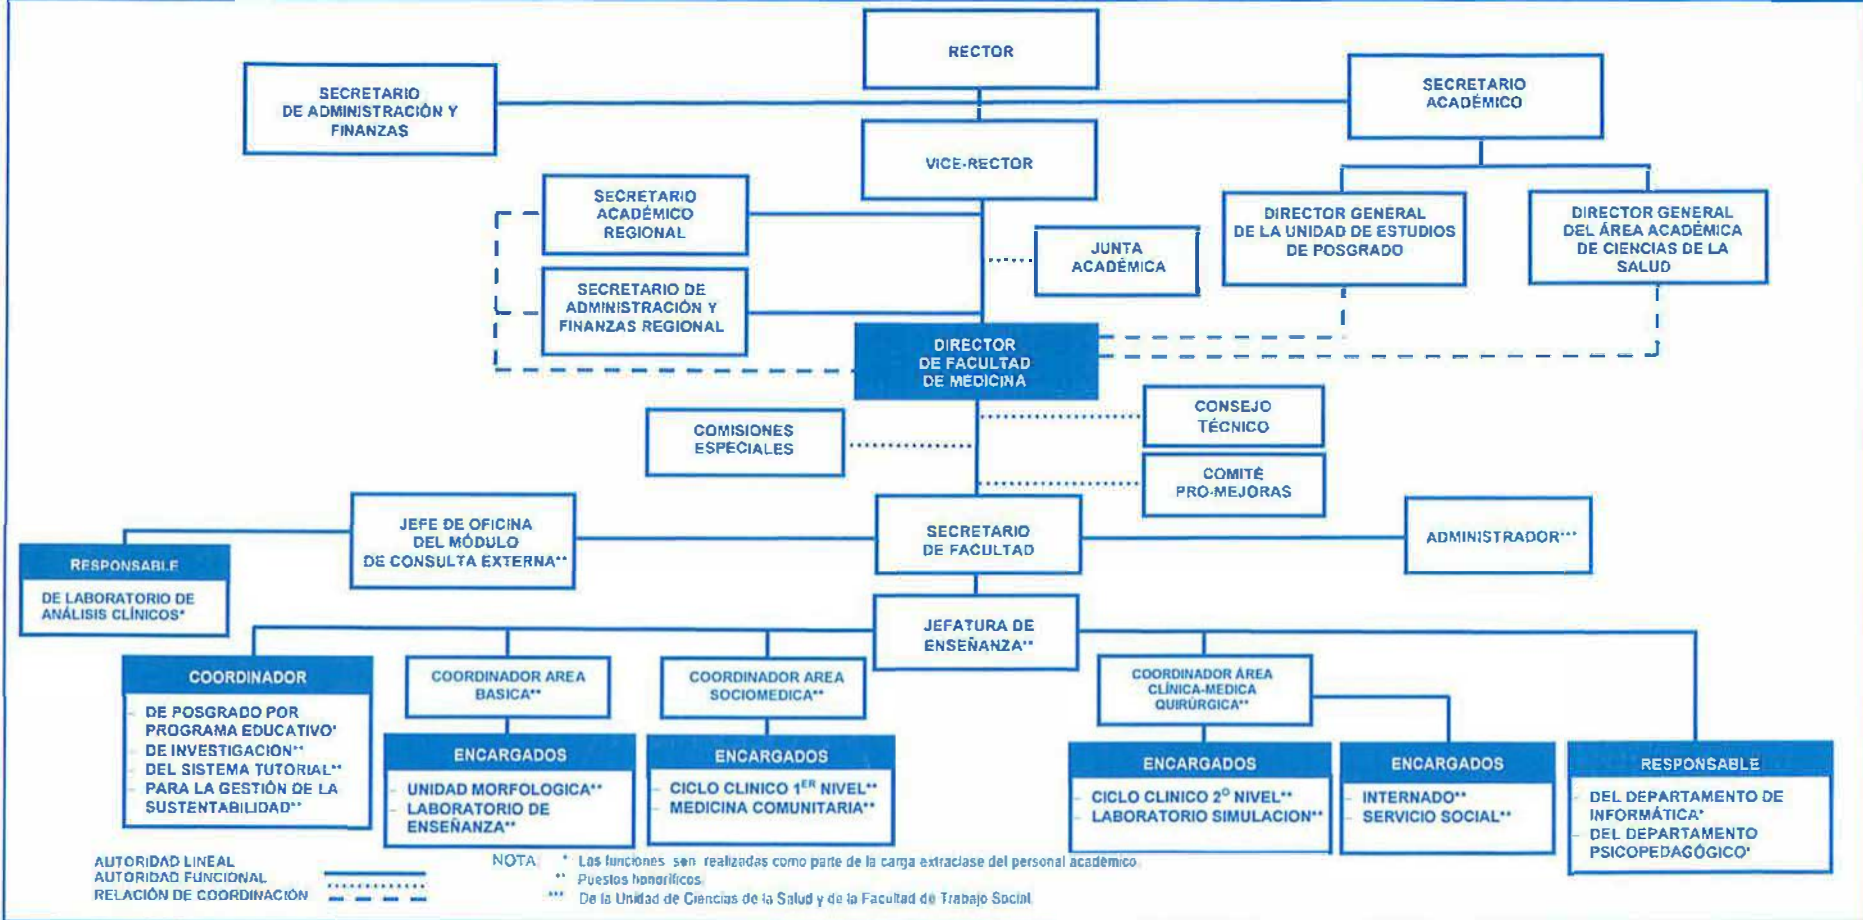 RECTOR
SECRETARIO
DE ADMINISTRACIÓN Y
FINANZAS
SECRETARIO
ACADÉMICO
VICE-RECTOR
SECRETARIO
ACADÉMICO
REGIONAL
DIRECTOR GENERAL
DE LA UNIDAD DE ESTUDIOS
DE POSGRADO
DIRECTOR GENERAL
DEL ÁREA ACADÉMICA
DE CIENCIAS DE LA
SALUD
JUNTA
ACADÉMICA
SECRETARIO DE
ADMINISTRACIÓN Y
FINANZAS REGIONAL
DIRECTOR
DE FACULTAD
DE MEDICINA
COMISIONES
ESPECIALES
CONSEJO
TÉCNICO
COMITÉ
PRO-MEJORAS
JEFE DE OFICINA
DEL MÓDULO
DE CONSULTA EXTERNA**
SECRETARIO
DE FACULTAD
ADMINISTRADOR***
RESPONSABLE
DE LABORATORIO DE
ANÁLISIS CLÍNICOS*
JEFATURA DE
ENSEÑANZA**
COORDINADOR
- DE POSGRADO POR
PROGRAMA EDUCATIVO*
- DE INVESTIGACION**
- DEL SISTEMA TUTORIAL**
- PARA LA GESTIÓN DE LA
SUSTENTABILIDAD**
COORDINADOR AREA
BASICA**
ENCARGADOS
- UNIDAD MORFOLOGICA**
- LABORATORIO DE
ENSEÑANZA**
COORDINADOR AREA
SOCIOMEDICA**
ENCARGADOS
- CICLO CLINICO 1ER NIVEL**
- MEDICINA COMUNITARIA**
COORDINADOR ÁREA
CLÍNICA-MEDICA
QUIRÚRGICA**
ENCARGADOS
- CICLO CLINICO 2O NIVEL**
- LABORATORIO SIMULACION**
ENCARGADOS
- INTERNADO**
- SERVICIO SOCIAL**
RESPONSABLE
- DEL DEPARTAMENTO DE
INFORMÁTICA*
- DEL DEPARTAMENTO
PSICOPEDAGÓGICO*
AUTORIDAD LINEAL
AUTORIDAD FUNCIONAL
RELACIÓN DE COORDINACIÓN
NOTA: * Las funciones son realizadas como parte de la carga extraclase del personal académico
** Puestos honoríficos.
*** De la Unidad de Ciencias de la Salud y de la Facultad de Trabajo Social.